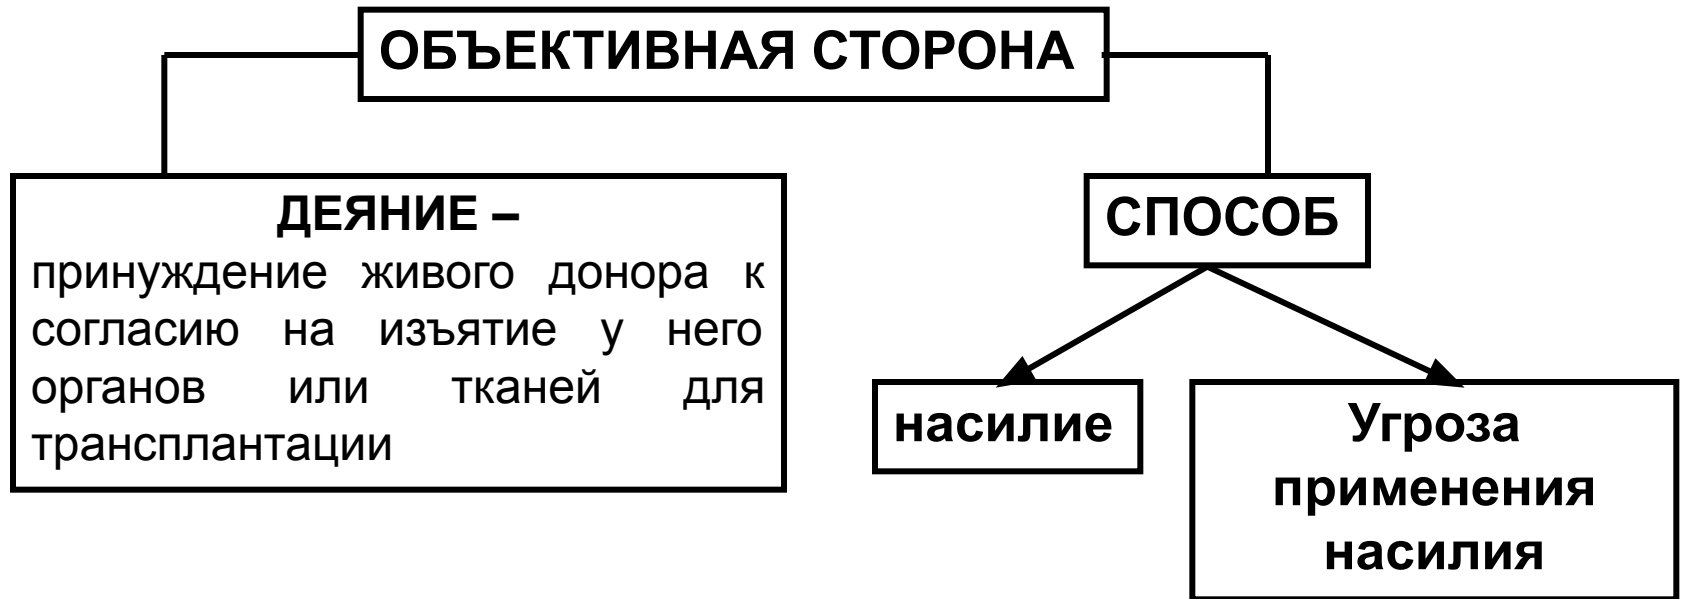 ОБЪЕКТИВНАЯ СТОРОНА
ДЕЯНИЕ –
принуждение живого донора к
согласию на изъятие у него
органов или тканей для
трансплантации
СПОСОБ
насилие
Угроза
применения
насилия